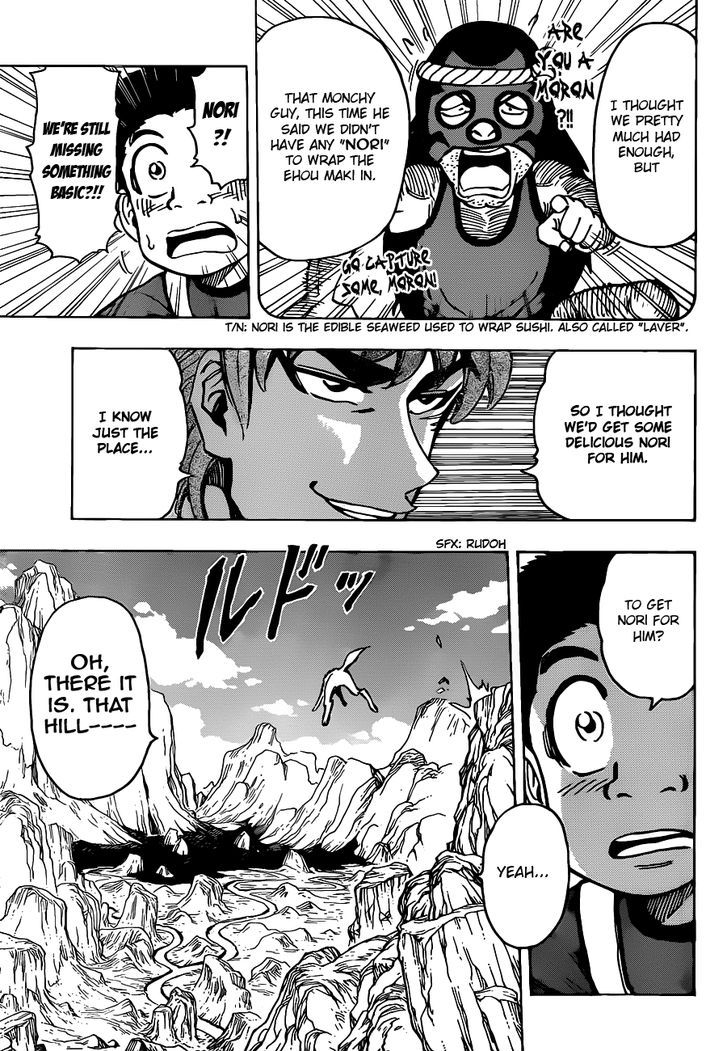 I THOUGHT
WE PRETTY
MUCH HAD
ENOUGH,
BUT
ARE
YOU A
MORON
?!!
THAT MONCHY
GUY, THIS TIME HE
SAID WE DIDN'T
HAVE ANY "NORI"
TO WRAP THE
EHOU MAKI IN.
GO CAPTURE
SOME, MORON!
NORI
?!
WE'RE STILL
MISSING
SOMETHING
BASIC?!!
T/N: NORI IS THE EDIBLE SEAWEED USED TO WRAP SUSHI. ALSO CALLED "LAVER".
SO I THOUGHT
WE'D GET SOME
DELICIOUS NORI
FOR HIM.
I KNOW
JUST THE
PLACE...
TO GET
NORI FOR
HIM?
YEAH...
SFX: RUDOH
ルドッ
OH,
THERE IT
IS. THAT
HILL----